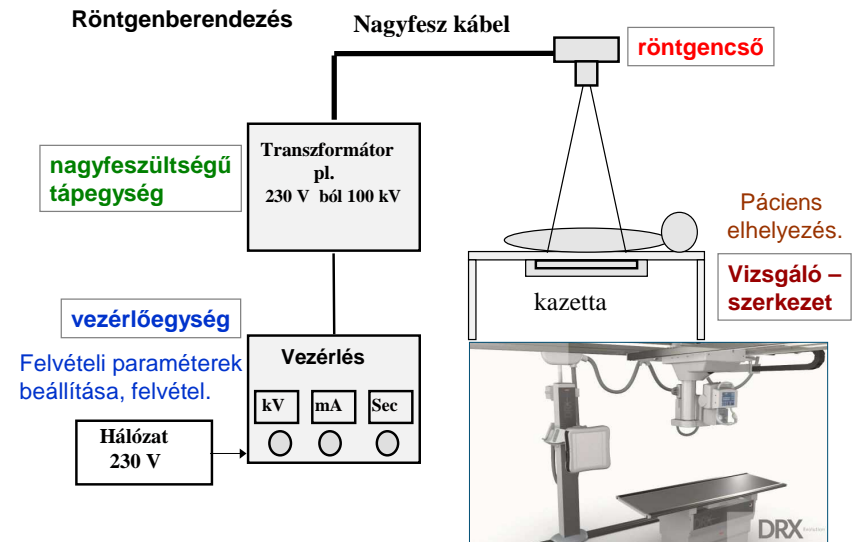 Röntgenberendezés
Nagyfesz kábel
röntgencső
nagyfeszültségű
tápegység
Transzformátor
pl.
230 V ból 100 kV
Páciens
elhelyezés.
Vizsgáló –
szerkezet
kazetta
vezérlőegység
Felvételi paraméterek
beállítása, felvétel.
Vezérlés
kV mA Sec
Hálózat
230 V
DRX